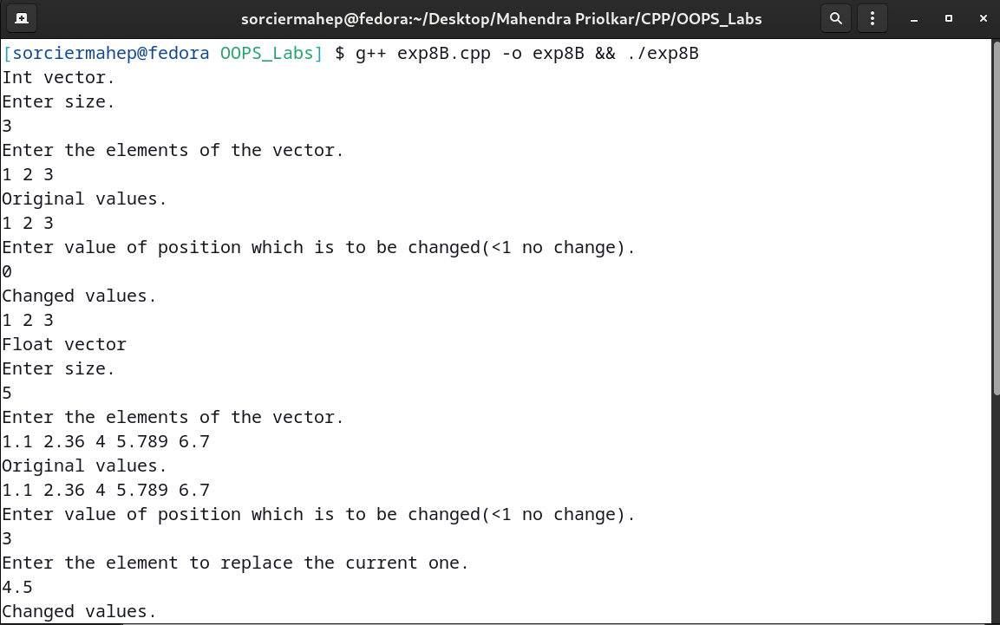 sorciermahep@fedora:~/Desktop/Mahendra Priolkar/CPP/OOPS_Labs
[sorciermahep@fedora OOPS_Labs] $ g++ exp8B.cpp -o exp8B && ./exp8B
Int vector.
Enter size.
3
Enter the elements of the vector.
1 2 3
Original values.
1 2 3
Enter value of position which is to be changed(<1 no change).
0
Changed values.
1 2 3
Float vector
Enter size.
5
Enter the elements of the vector.
1.1 2.36 4 5.789 6.7
Original values.
1.1 2.36 4 5.789 6.7
Enter value of position which is to be changed(<1 no change).
3
Enter the element to replace the current one.
4.5
Changed values.